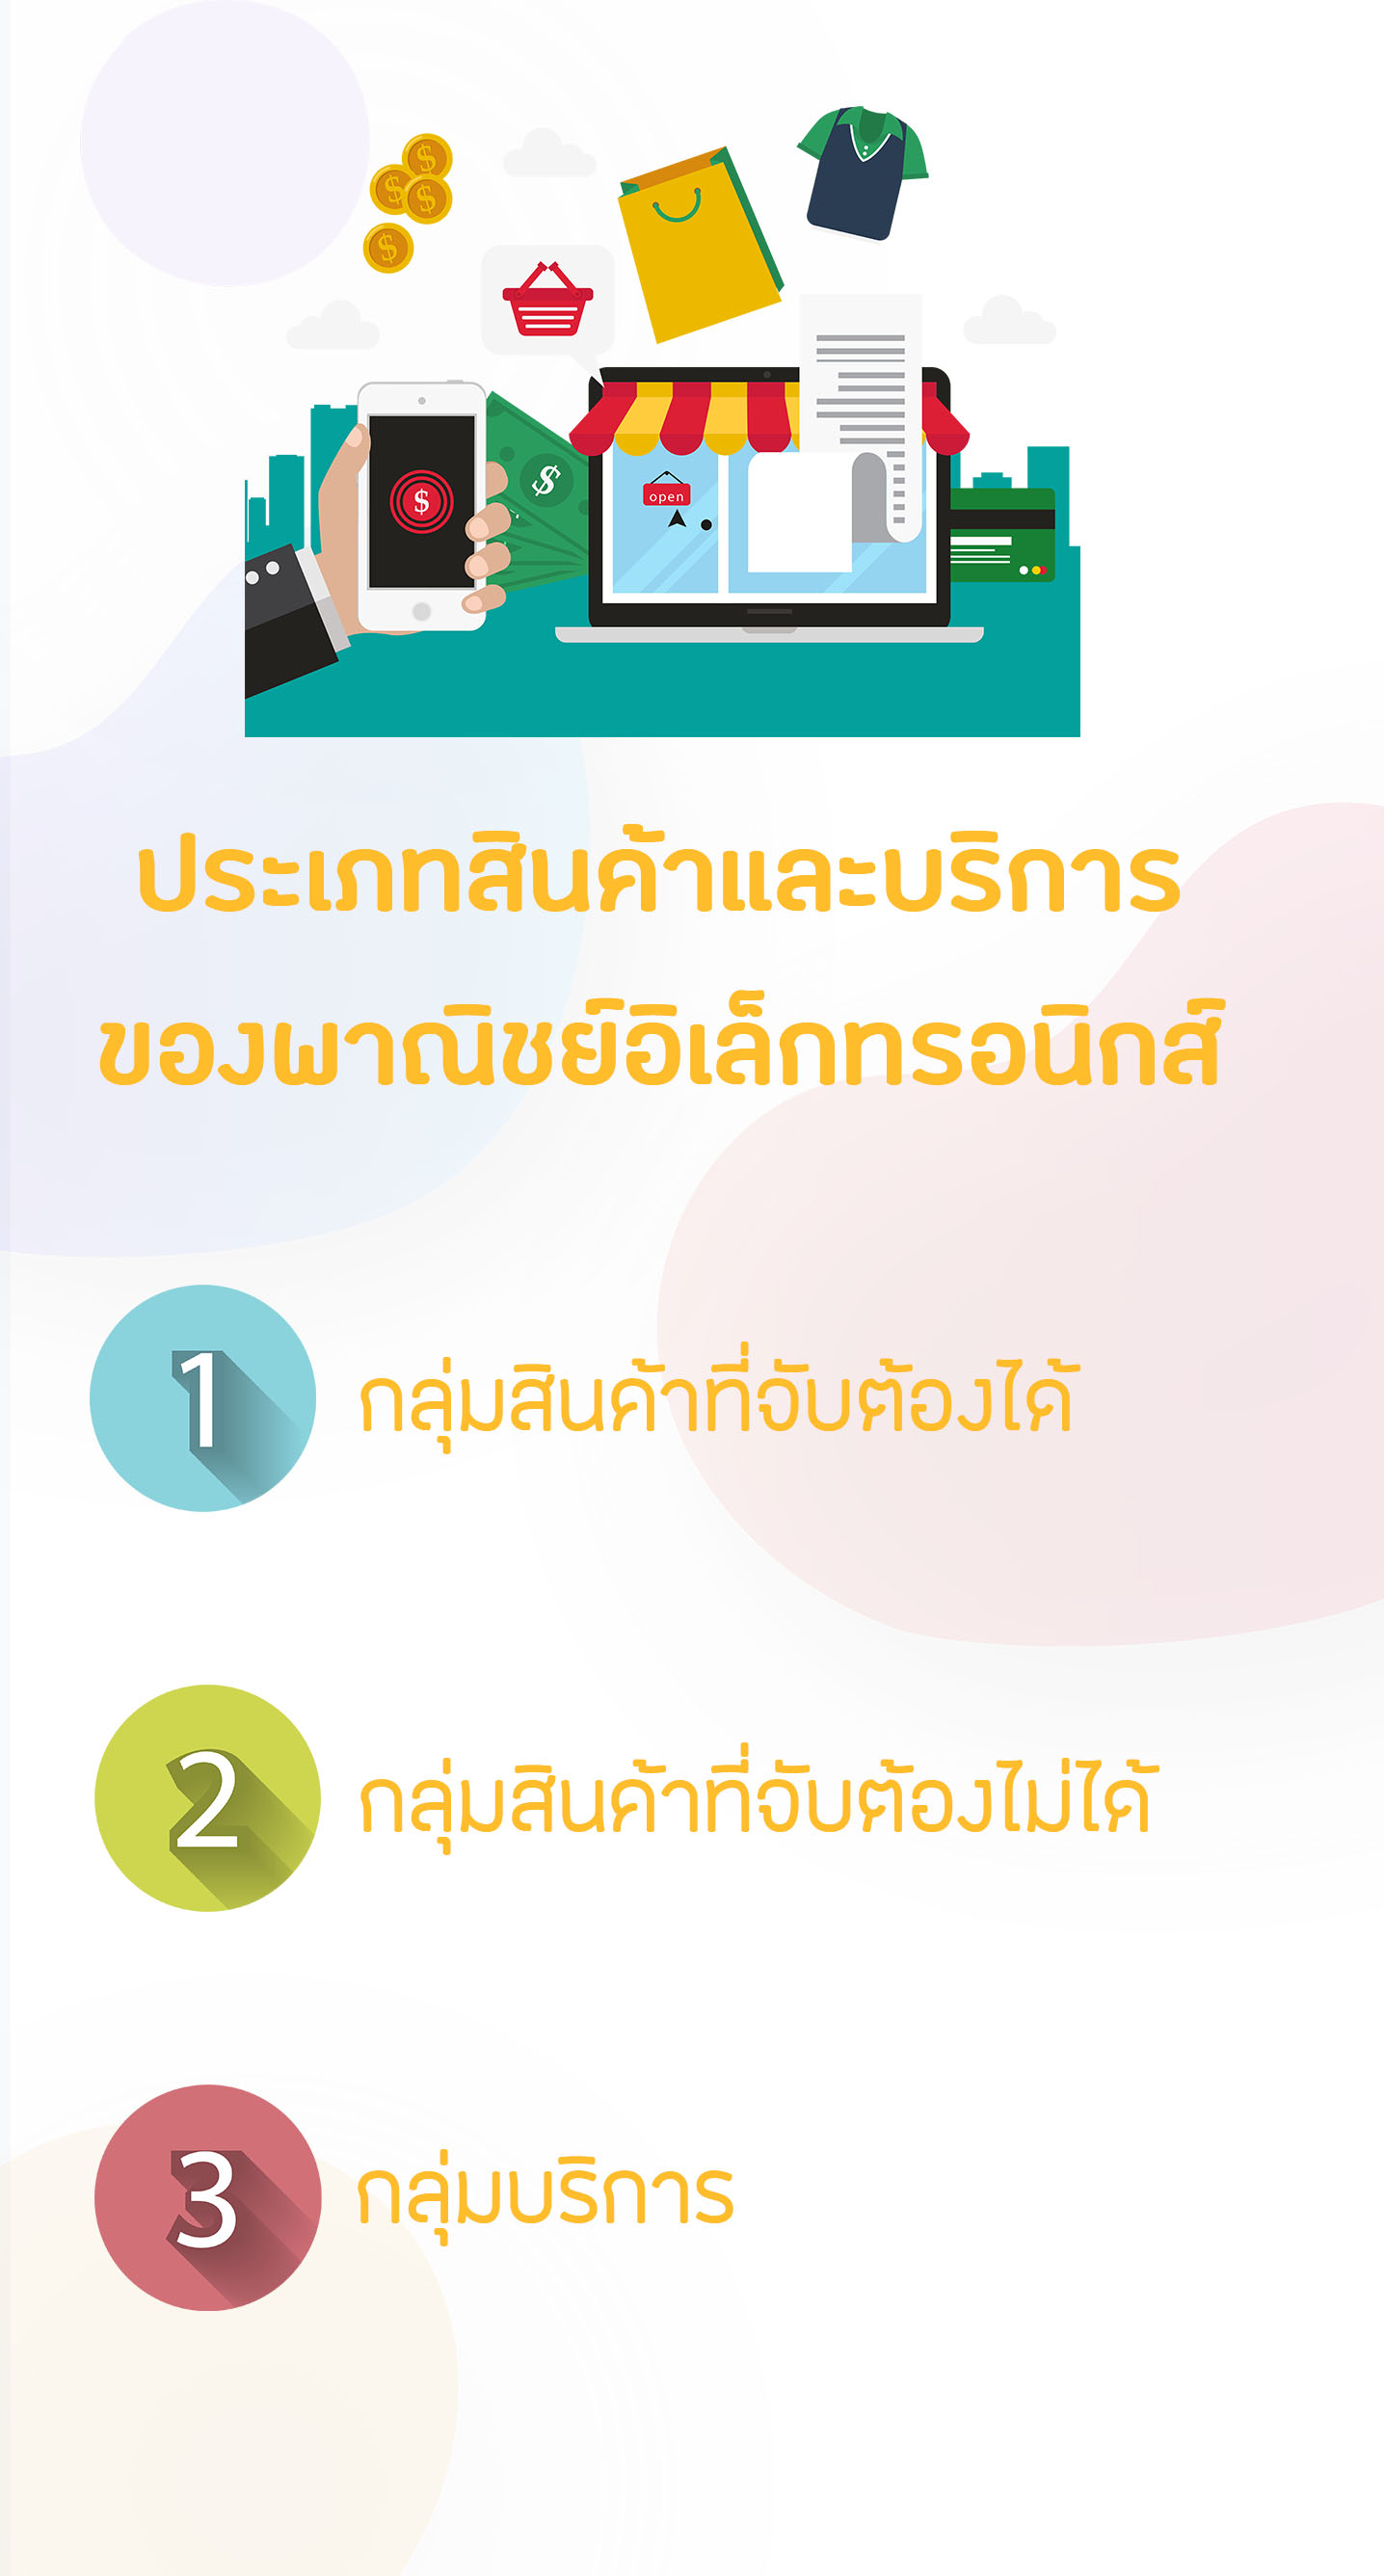 $
$
$
$
$
$
open
ประเภทสินค้าและบริการ
ของพาณิชย์อิเล็กทรอนิกส์
1 กลุ่มสินค้าที่จับต้องได้
2 กลุ่มสินค้าที่จับต้องไม่ได้
3 กลุ่มบริการ